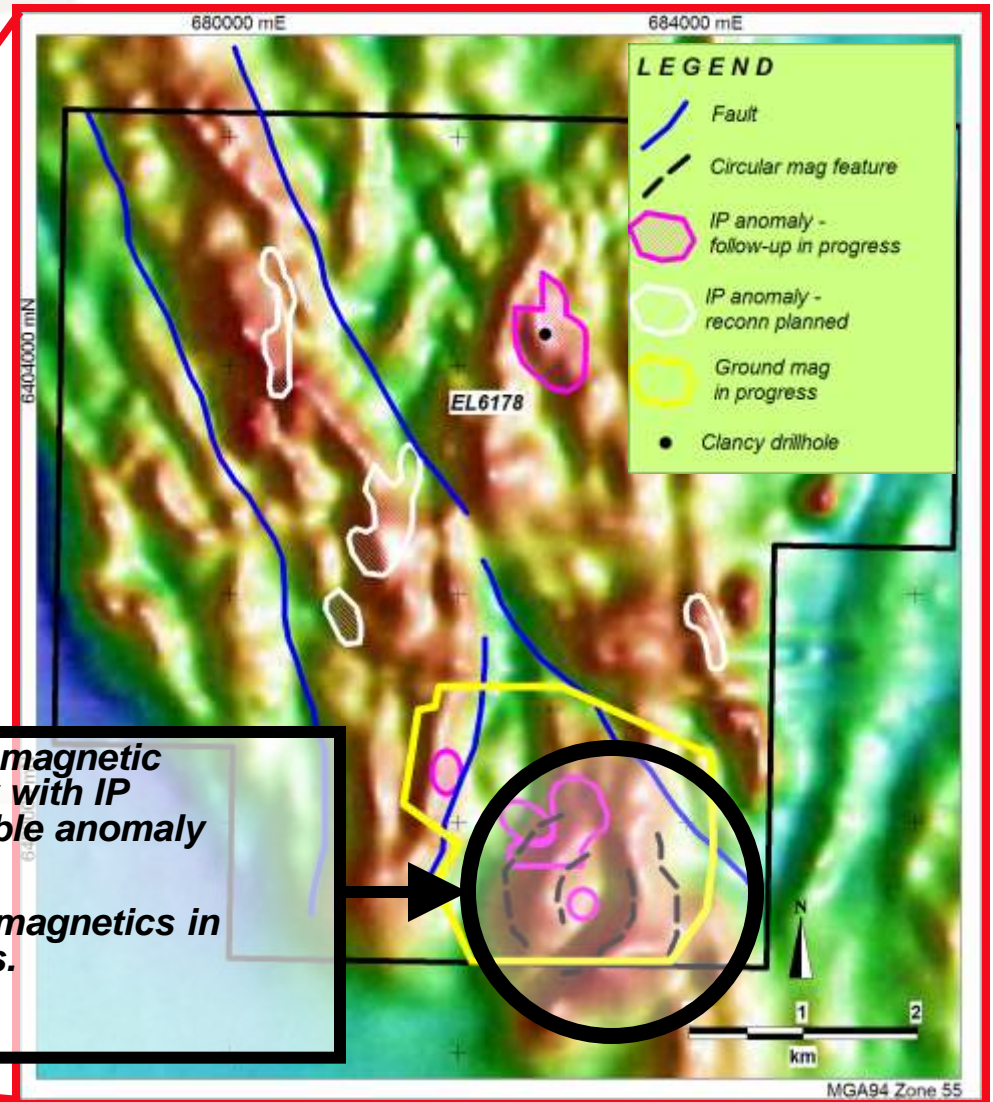 680000 mE 684000 mE
LEGEND
Fault
Circular mag feature
IP anomaly -
follow-up in progress
IP anomaly -
reconn planned
Ground mag
in progress
Clancy drillhole
6404000 mN
EL6178
magnetic
with IP
anomaly
magnetics in
N
1 2
km
MGA94 Zone 55